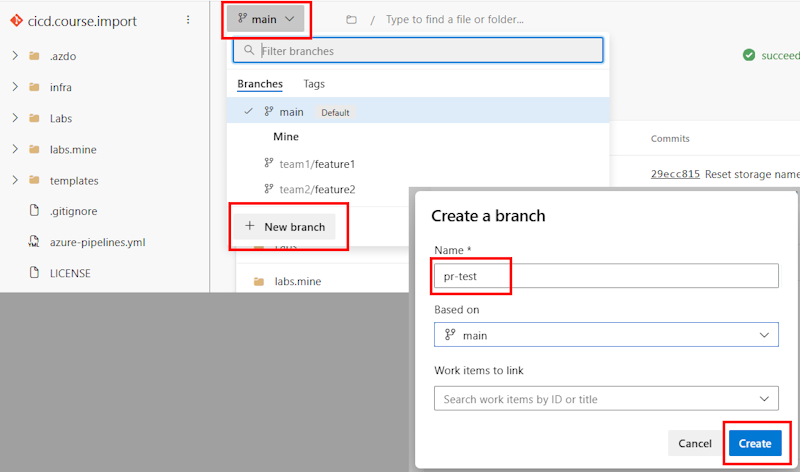 cicd.course.import
main
/ Type to find a file or folder...
.azdo
infra
Labs
labs.mine
templates
.gitignore
azure-pipelines.yml
LICENSE
Filter branches
Branches Tags
main Default
Mine
team1/feature1
team2/feature2
+ New branch
labs.mine
succeed
Commits
29ecc815 Reset storage name
Create a branch
Name *
pr-test
Based on
main
Work items to link
Search work items by ID or title
Cancel Create